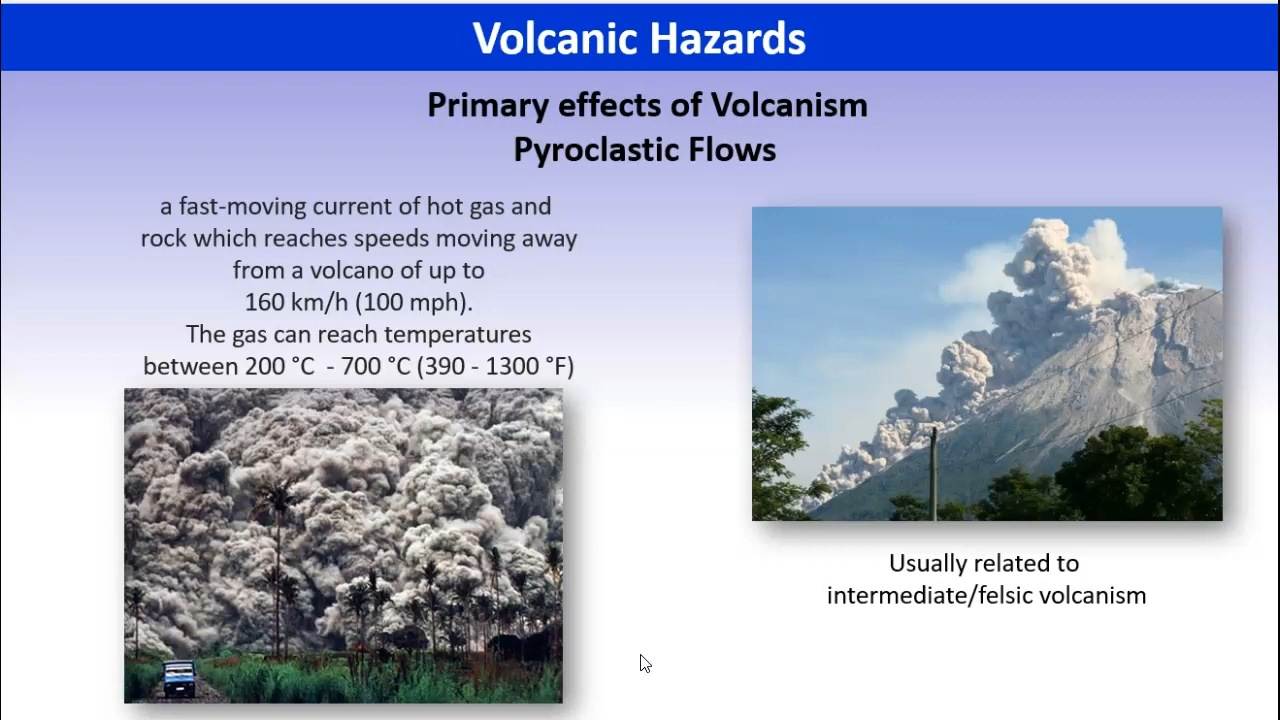 Volcanic Hazards
Primary effects of Volcanism
Pyroclastic Flows
a fast-moving current of hot gas and
rock which reaches speeds moving away
from a volcano of up to
160 km/h (100 mph).
The gas can reach temperatures
between 200 °C  - 700 °C (390 - 1300 °F)
Usually related to
intermediate/felsic volcanism